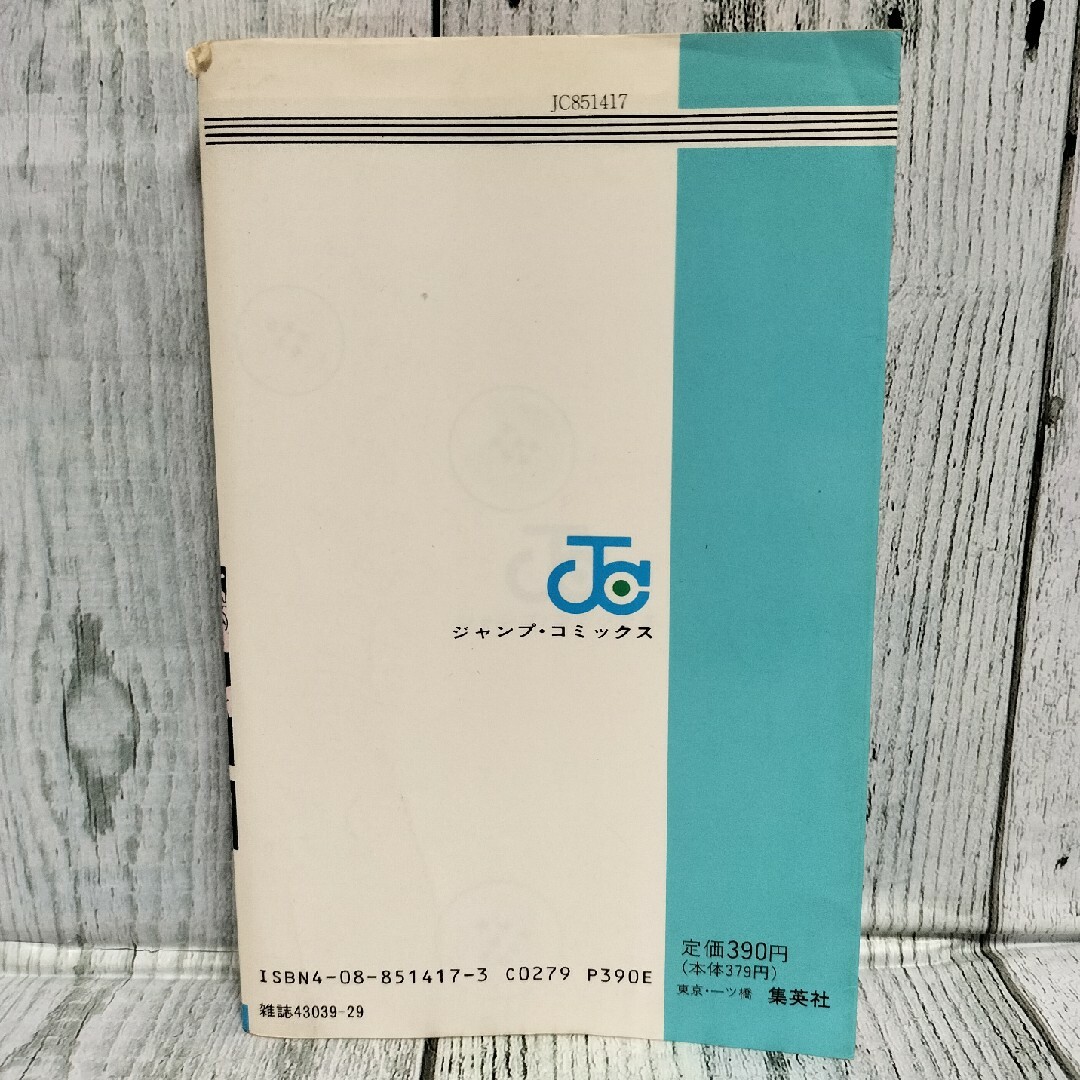 JC851417
JC
ジャンプ・コミックス
定価390円
(本体379円)
ISBN4-08-851417-3 C0279 P390E
東京・一ツ橋 集英社
雑誌43039-29